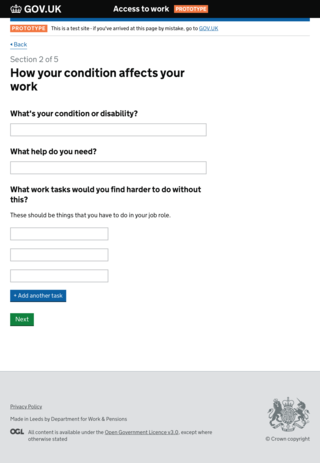 GOV.UK
Access to work PROTOTYPE
PROTOTYPE This is a test site - if you've arrived at this page by mistake, go to GOV.UK
Back
Section 2 of 5
How your condition affects your
work
What's your condition or disability?
What help do you need?
What work tasks would you find harder to do without
this?
These should be things that you have to do in your job role.
+ Add another task
Next
Privacy Policy
Made in Leeds by Department for Work & Pensions
OGL All content is available under the Open Government Licence v3.0, except where
otherwise stated
© Crown copyright